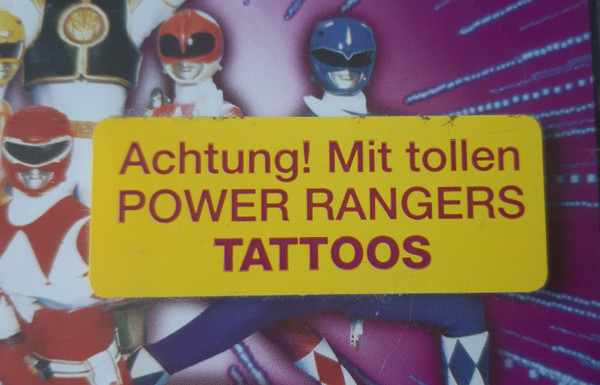 Achtung! Mit tollen
POWER RANGERS
TATTOOS